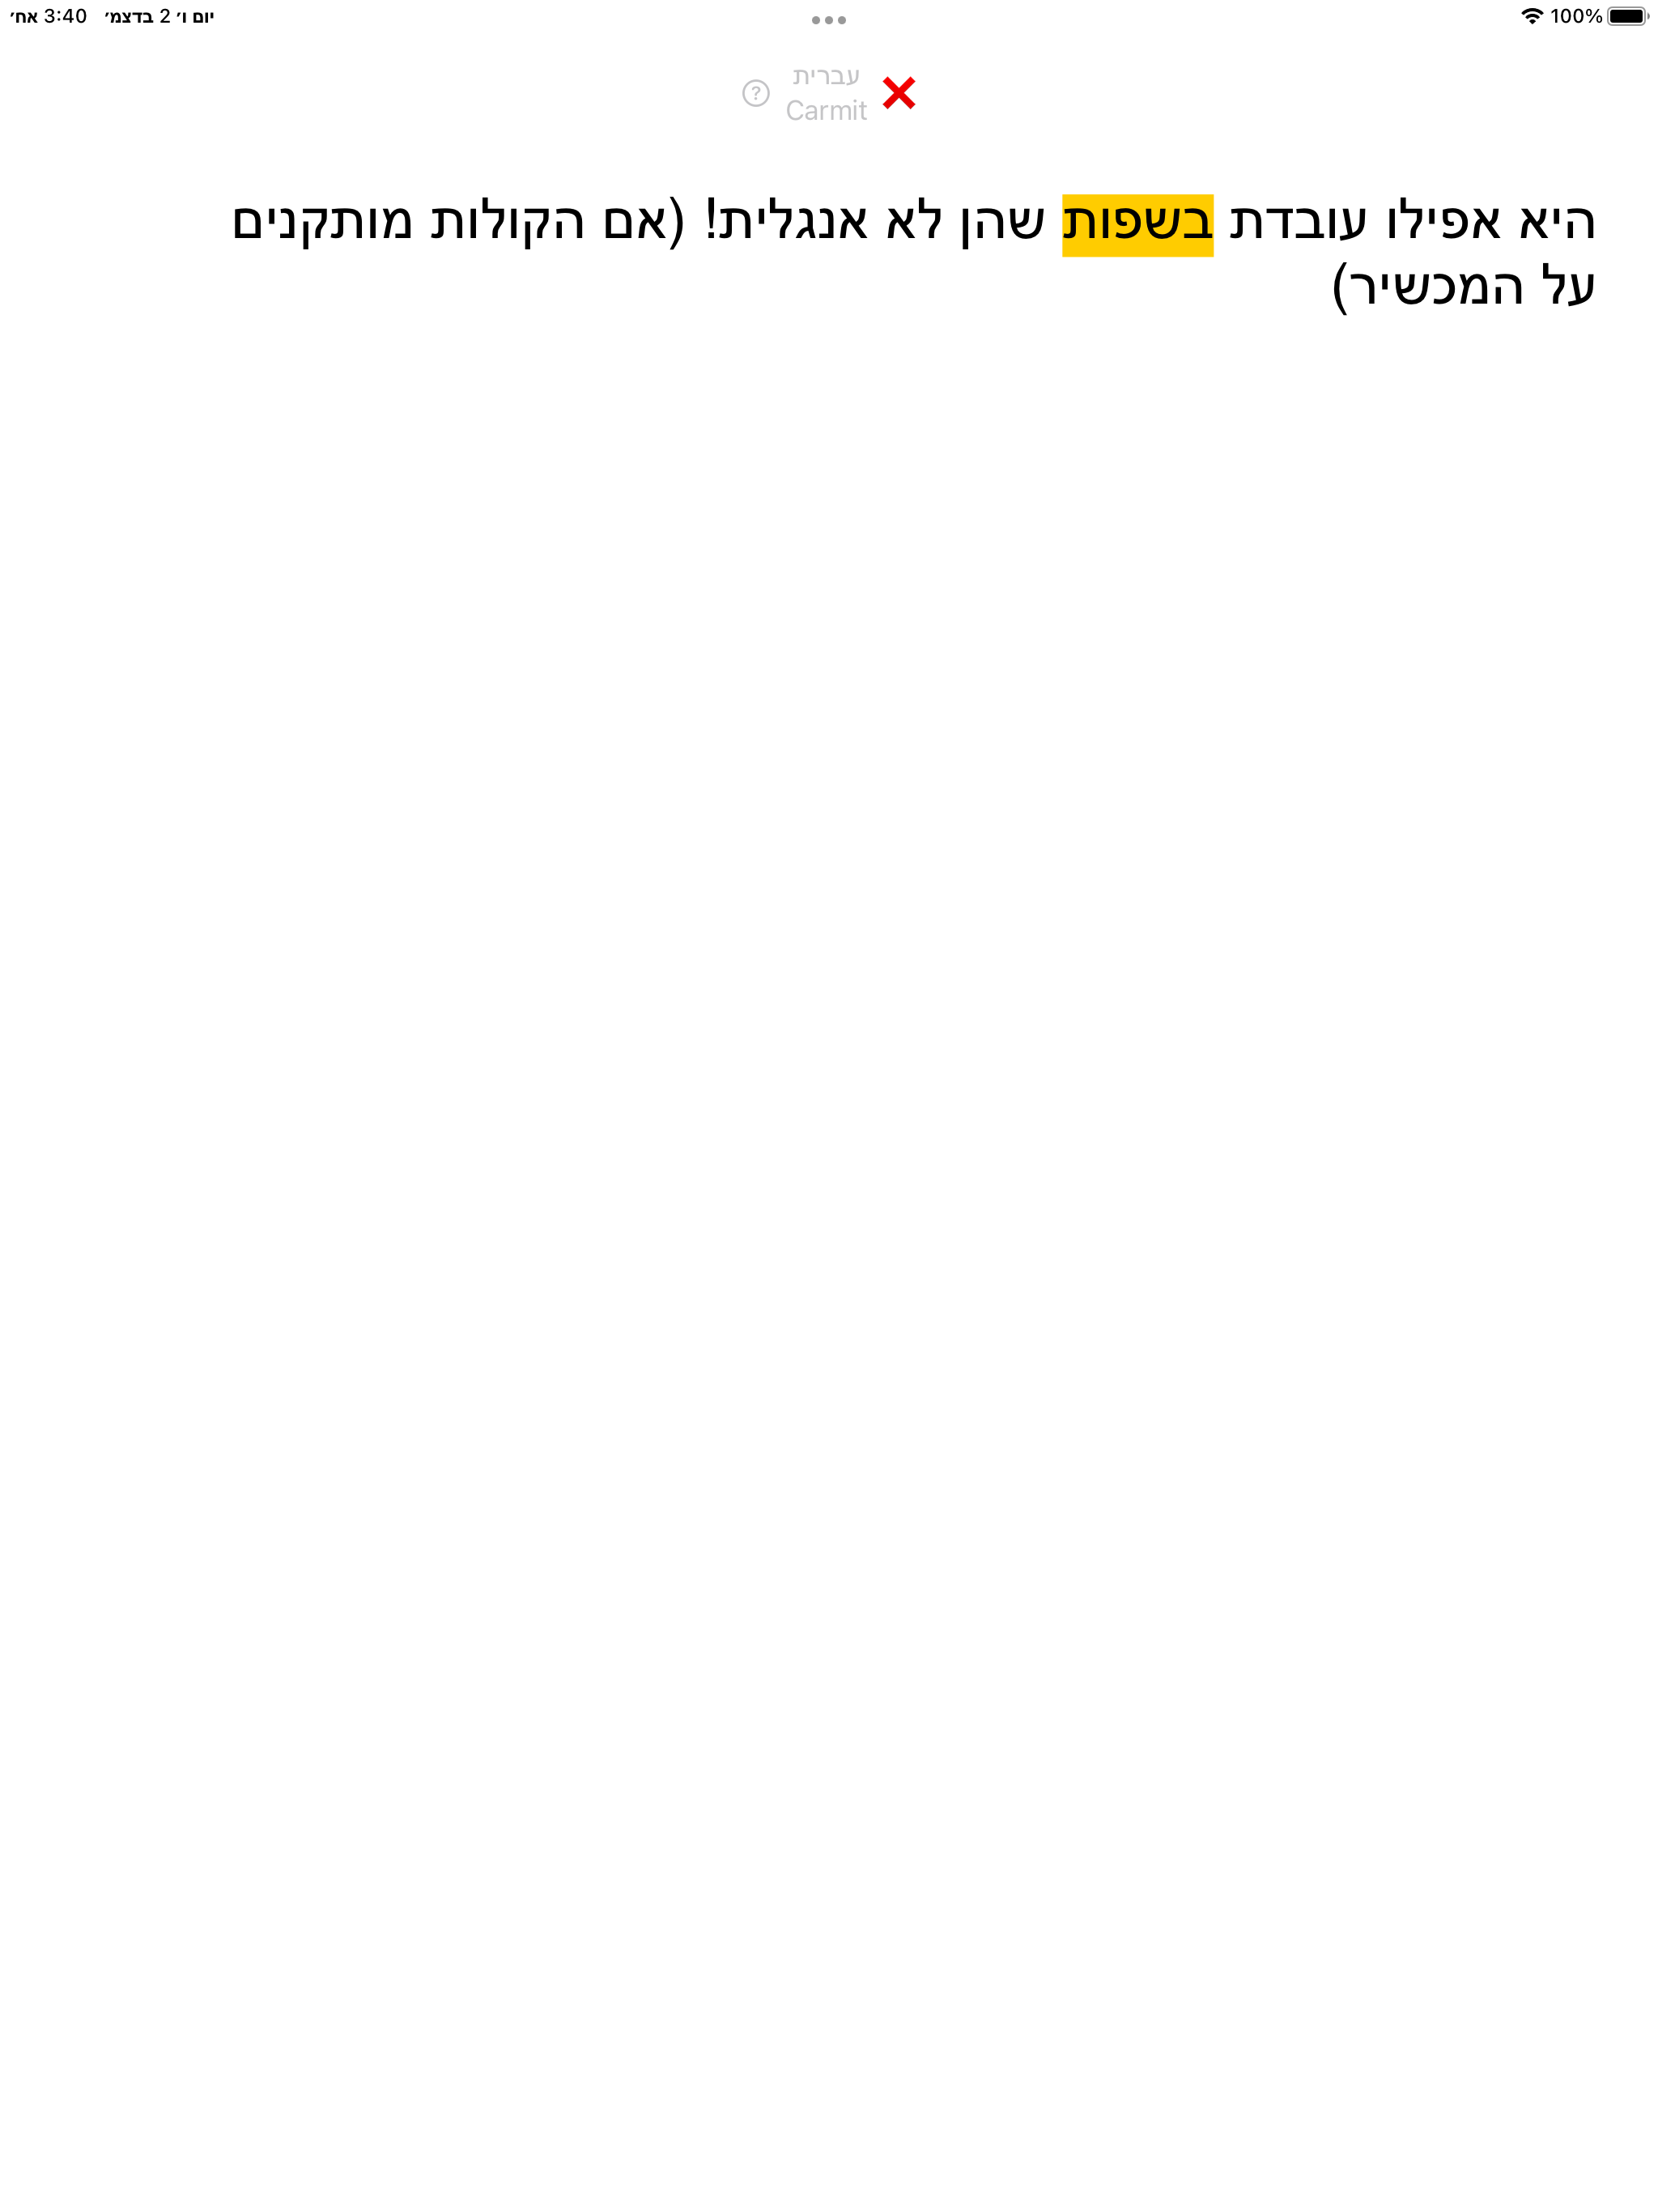 3:40 אח׳ יום ו׳ 2 בדצמ׳
100%
עברית
Carmit
?
היא אפילו עובדת בשפות שהן לא אנגלית! (אם הקולות מותקנים
על המכשיר)